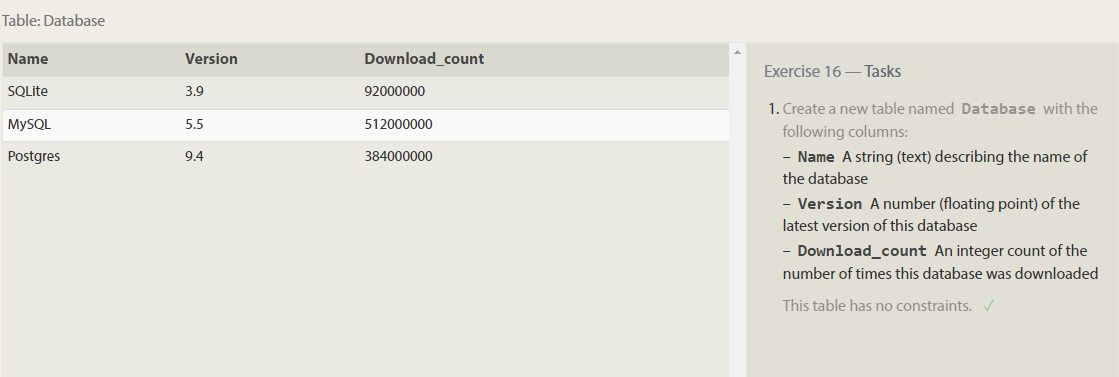 Table: Database
Name Version Download_count
SQLite 3.9 92000000
MySQL 5.5 512000000
Postgres 9.4 384000000
Exercise 16 — Tasks
1. Create a new table named Database with the
following columns:
– Name A string (text) describing the name of
the database
– Version A number (floating point) of the
latest version of this database
– Download_count An integer count of the
number of times this database was downloaded
This table has no constraints. ✓